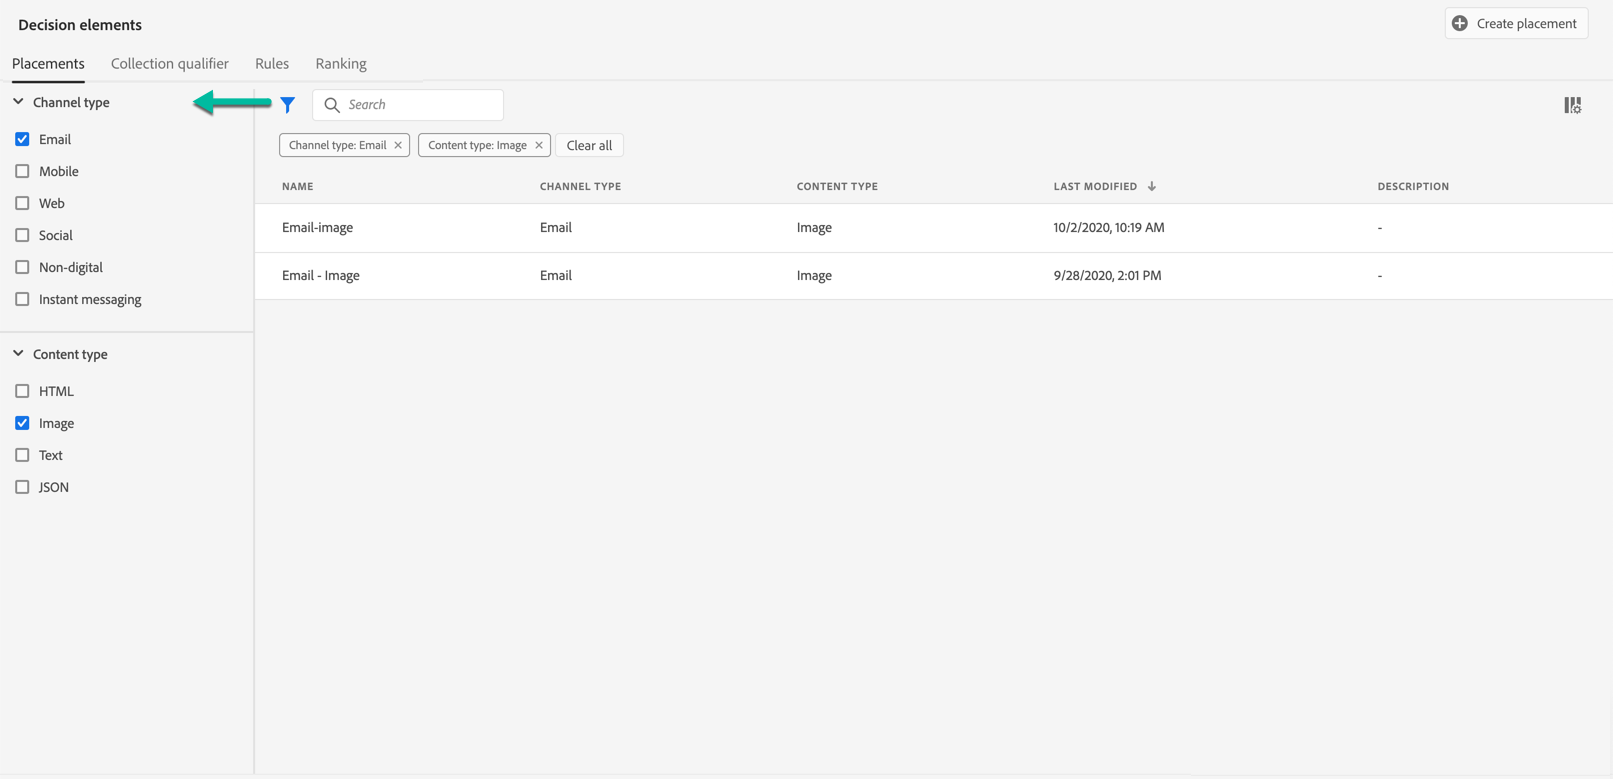 Decision elements
Create placement
Placements Collection qualifier Rules Ranking
Channel type
Email
Mobile
Web
Social
Non-digital
Instant messaging
Content type
HTML
Image
Text
JSON
Search
Channel type: Email × Content type: Image × Clear all
NAME CHANNEL TYPE CONTENT TYPE LAST MODIFIED ↓ DESCRIPTION
Email-image Email Image 10/2/2020, 10:19 AM -
Email - Image Email Image 9/28/2020, 2:01 PM -